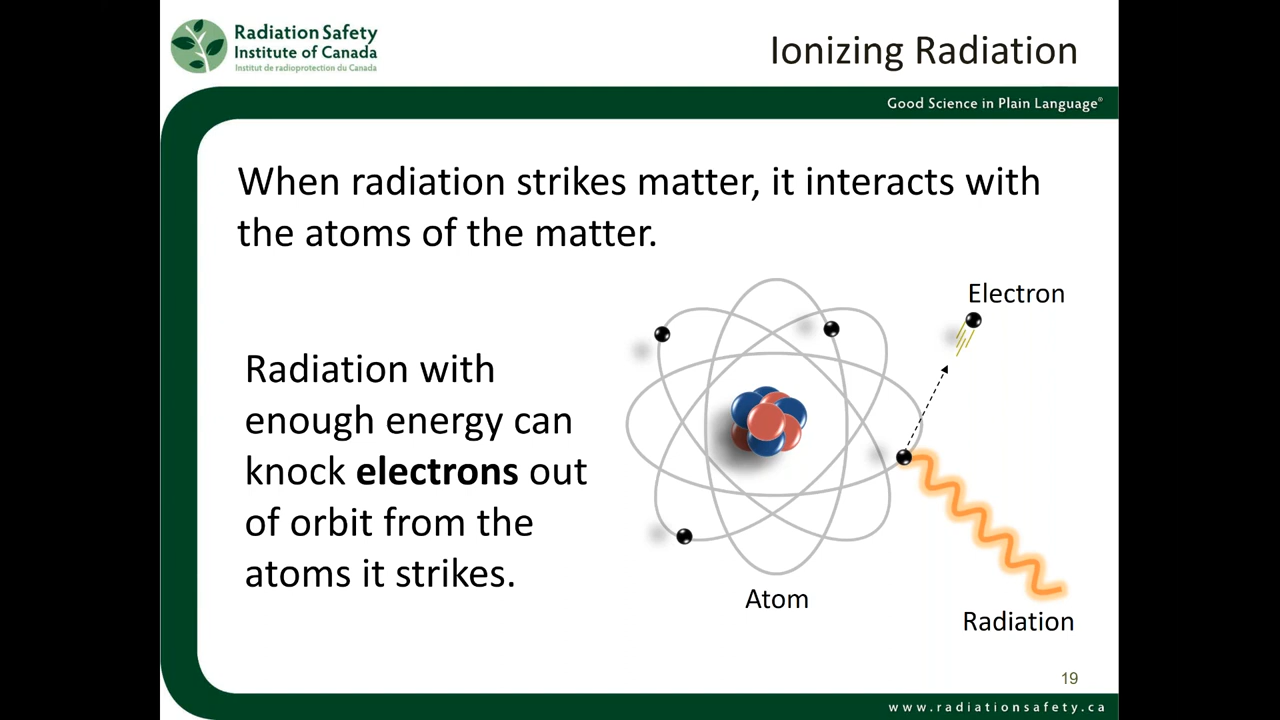 Radiation Safety
Institute of Canada
Institut de radioprotection du Canada
Ionizing Radiation
Good Science in Plain Language®
When radiation strikes matter, it interacts with
the atoms of the matter.
Electron
Radiation with
enough energy can
knock electrons out
of orbit from the
atoms it strikes.
Atom
Radiation
19
www.radiationsafety.ca